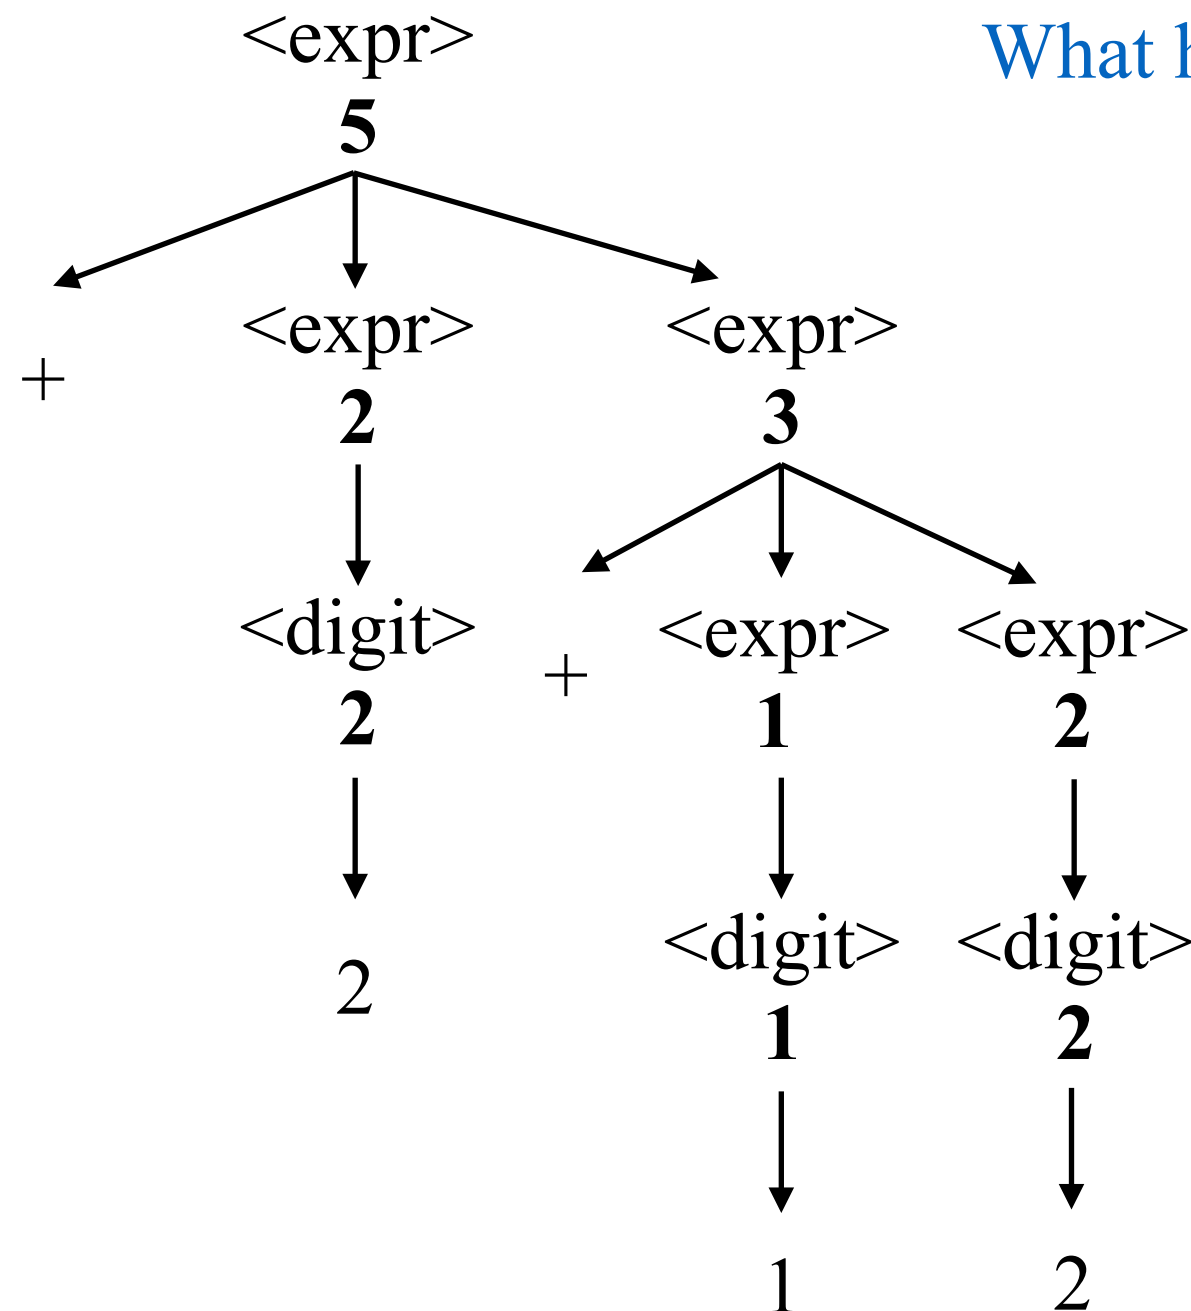 <expr> What
5
<expr> <expr>
+
2 3
<digit> <expr> <expr>
+
2 1 2
2
<digit> <digit>
1 2
1 2